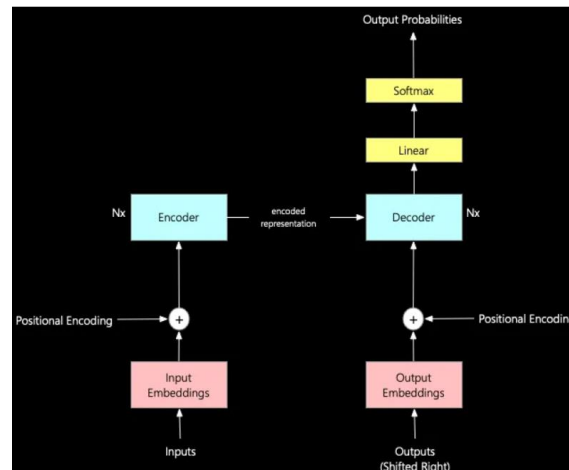 Output Probabilities
Softmax
Linear
Nx
Encoder
encoded
representation
Decoder
Nx
Positional Encoding
+
+
Positional Encodin
Input
Embeddings
Output
Embeddings
Inputs
Outputs
(Shifted Right)